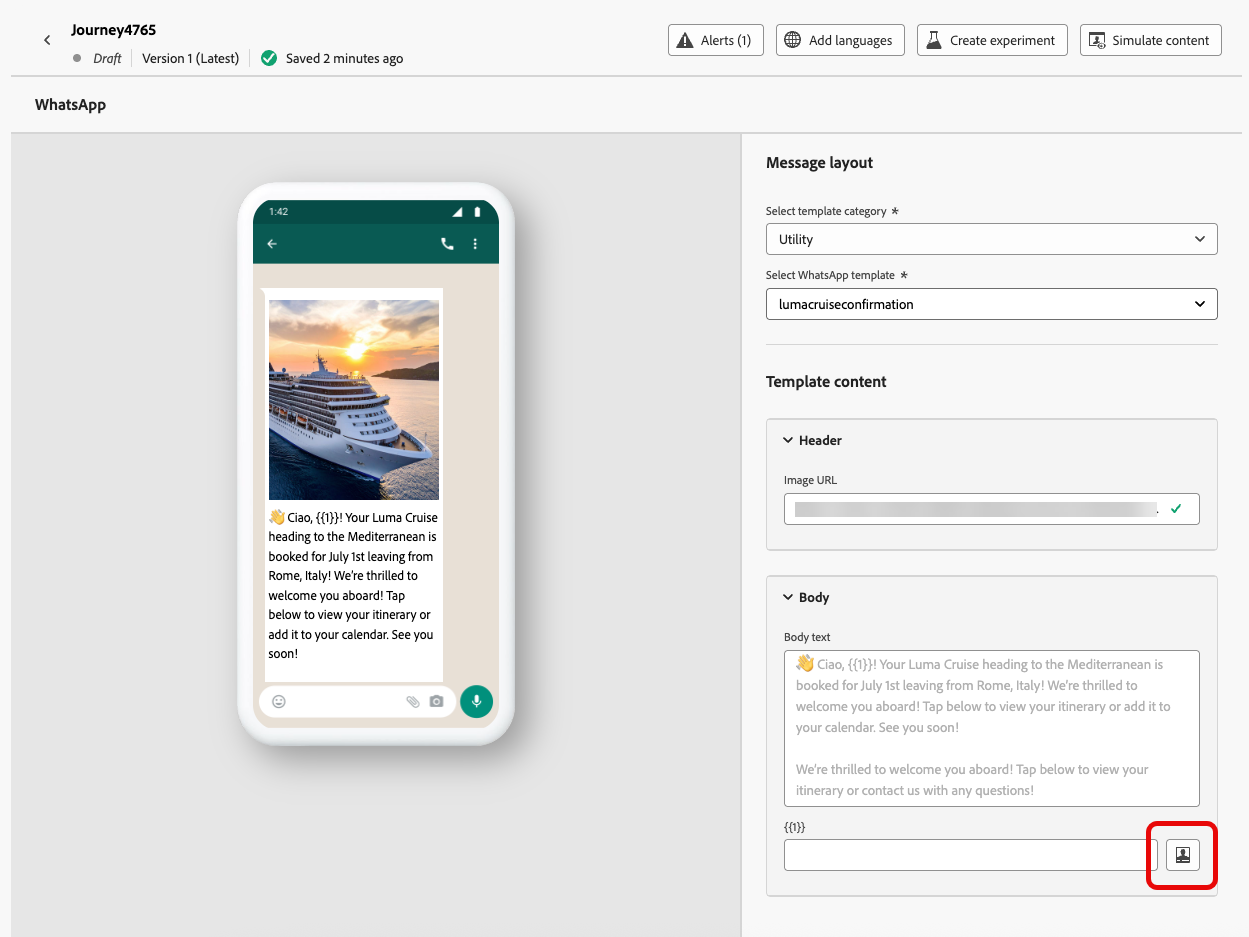 Journey4765
Draft
Version 1 (Latest)
Saved 2 minutes ago
Alerts (1)
Add languages
Create experiment
Simulate content
WhatsApp
1:42
👋 Ciao, {{1}}! Your Luma Cruise
heading to the Mediterranean is
booked for July 1st leaving from
Rome, Italy! We're thrilled to
welcome you aboard! Tap
below to view your itinerary or
add it to your calendar. See you
soon!
Message layout
Select template category *
Utility
Select WhatsApp template *
lumacruiseconfirmation
Template content
Header
Image URL
Body
Body text
👋 Ciao, {{1}}! Your Luma Cruise heading to the Mediterranean is
booked for July 1st leaving from Rome, Italy! We're thrilled to
welcome you aboard! Tap below to view your itinerary or add it to
your calendar. See you soon!
We're thrilled to welcome you aboard! Tap below to view your
itinerary or contact us with any questions!
{{1}}